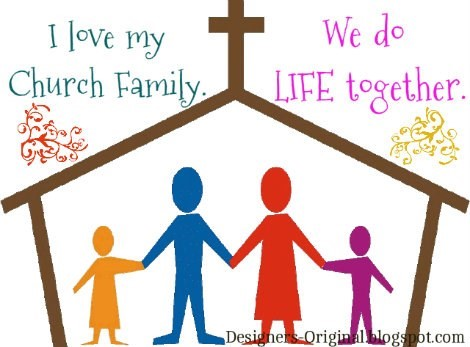 I love my
Church Family.
We do
LIFE together.
Designers-Original.blogspot.com